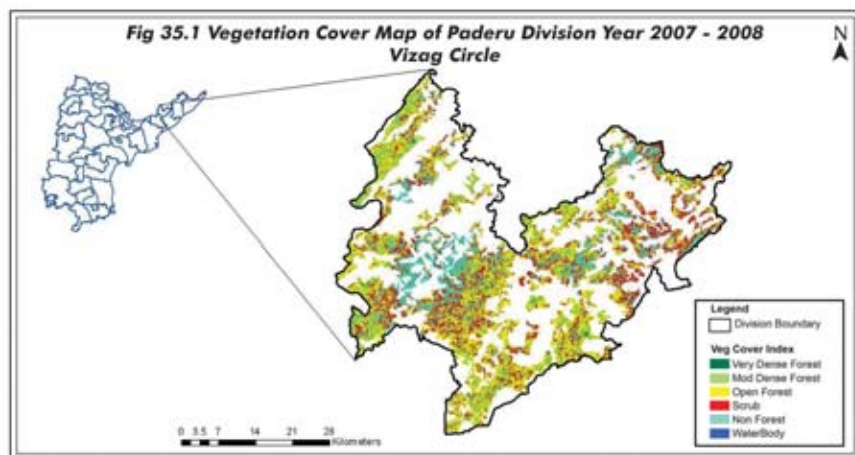 Fig 35.1 Vegetation Cover Map of Paderu Division Year 2007 - 2008
Vizag Circle
N
Legend
Division Boundary
Veg Cover Index
Very Dense Forest
Mod Dense Forest
Open Forest
Scrub
Non Forest
WaterBody
0 3.5 7 14 21 28
Kilometers